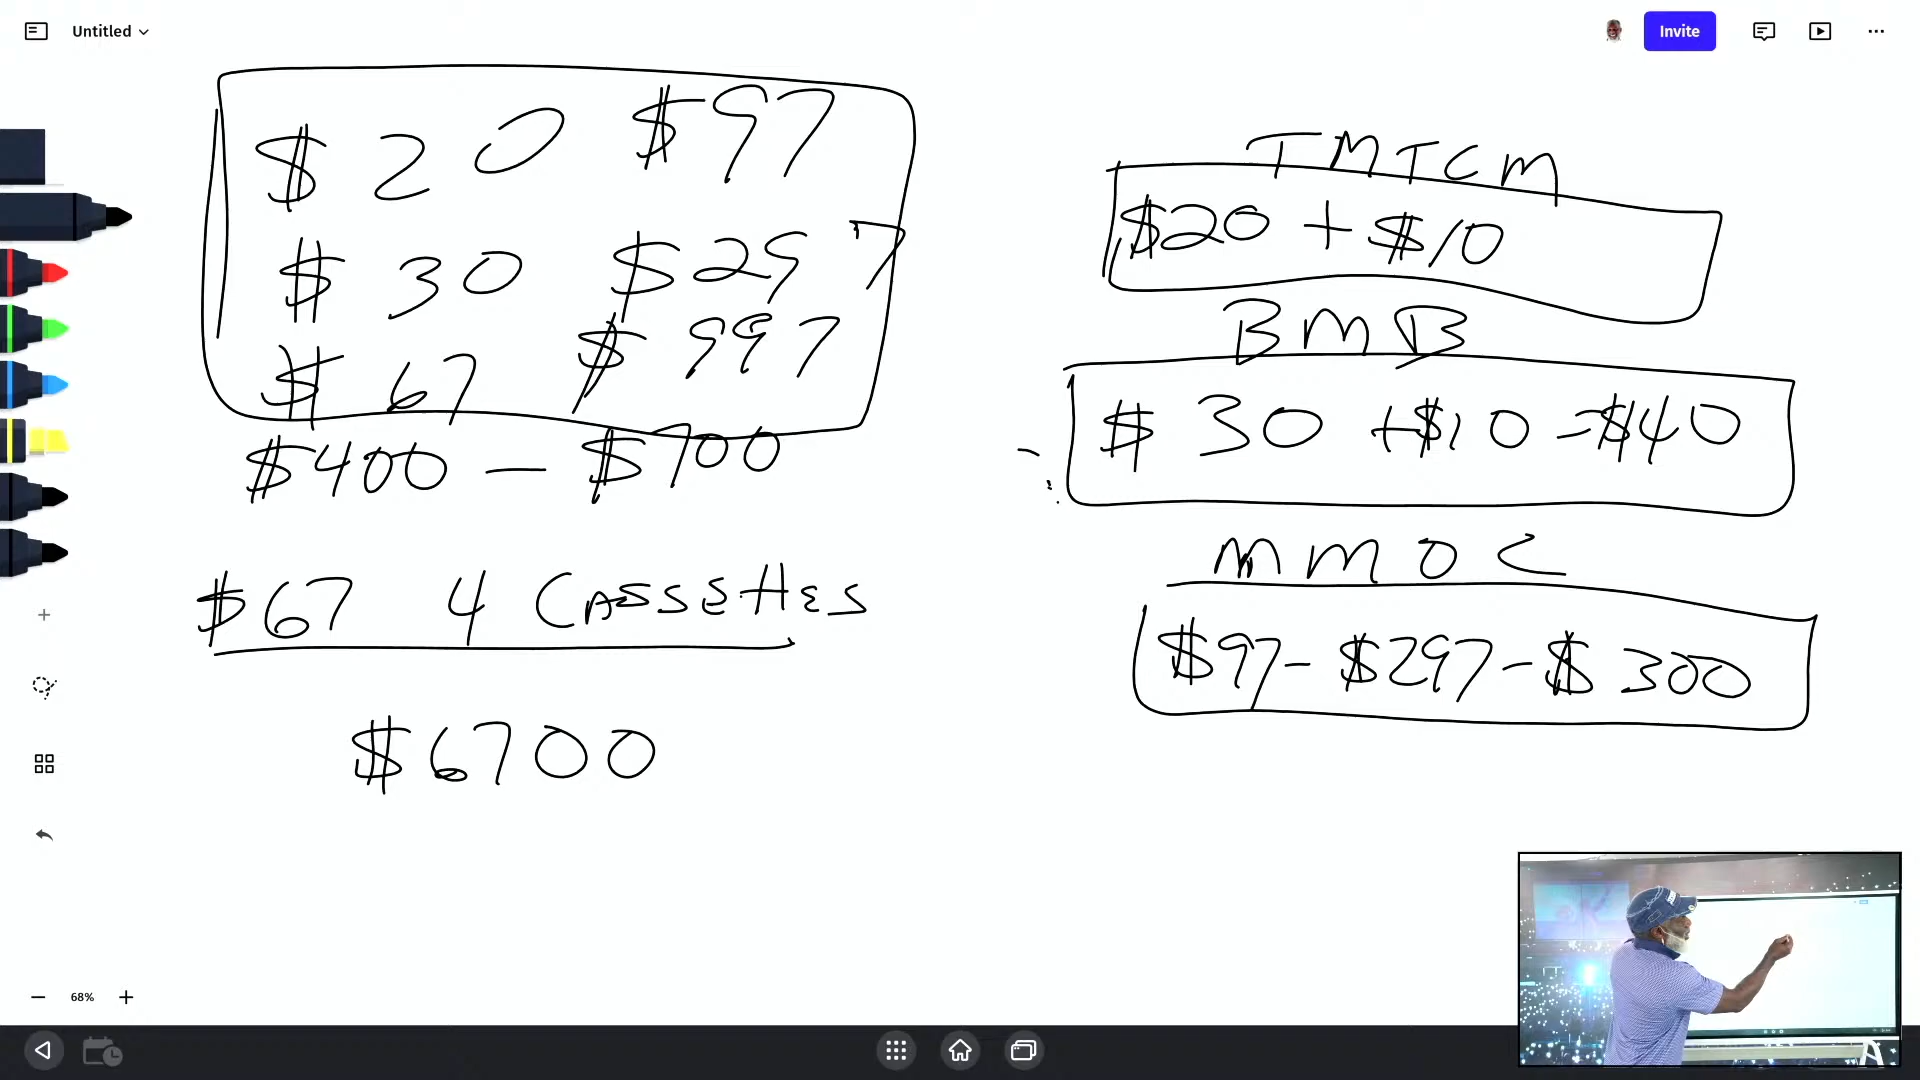 Untitled
Invite
$20 $97
$30 $297
$67 $997
$400 — $700
$67 4 CASSETTES
$6700
TMTCM
$20 + $10
BMB
$ 30 + $10 = $40
MMOC
$97 - $297 - $300
68%